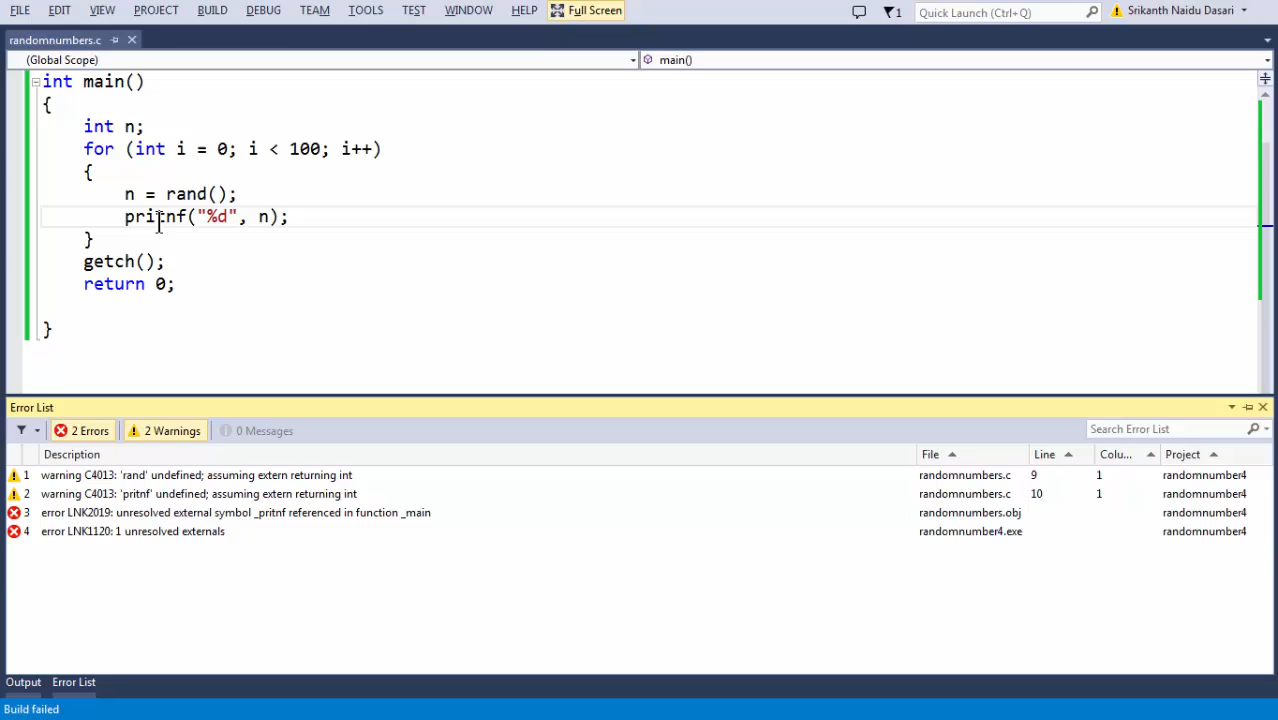 FILE EDIT VIEW PROJECT BUILD DEBUG TEAM TOOLS TEST WINDOW HELP Full Screen 1 Quick Launch (Ctrl+Q) Srikanth Naidu Dasari
randomnumbers.c
(Global Scope) main()
int main()
{
int n;
for (int i = 0; i < 100; i++)
{
n = rand();
pritnf("%d", n);
}
getch();
return 0;
}
Error List
2 Errors 2 Warnings 0 Messages Search Error List
Description File Line Colu... Project
1 warning C4013: 'rand' undefined; assuming extern returning int randomnumbers.c 9 1 randomnumber4
2 warning C4013: 'pritnf' undefined; assuming extern returning int randomnumbers.c 10 1 randomnumber4
3 error LNK2019: unresolved external symbol _pritnf referenced in function _main randomnumbers.obj randomnumber4
4 error LNK1120: 1 unresolved externals randomnumber4.exe randomnumber4
Output Error List
Build failed